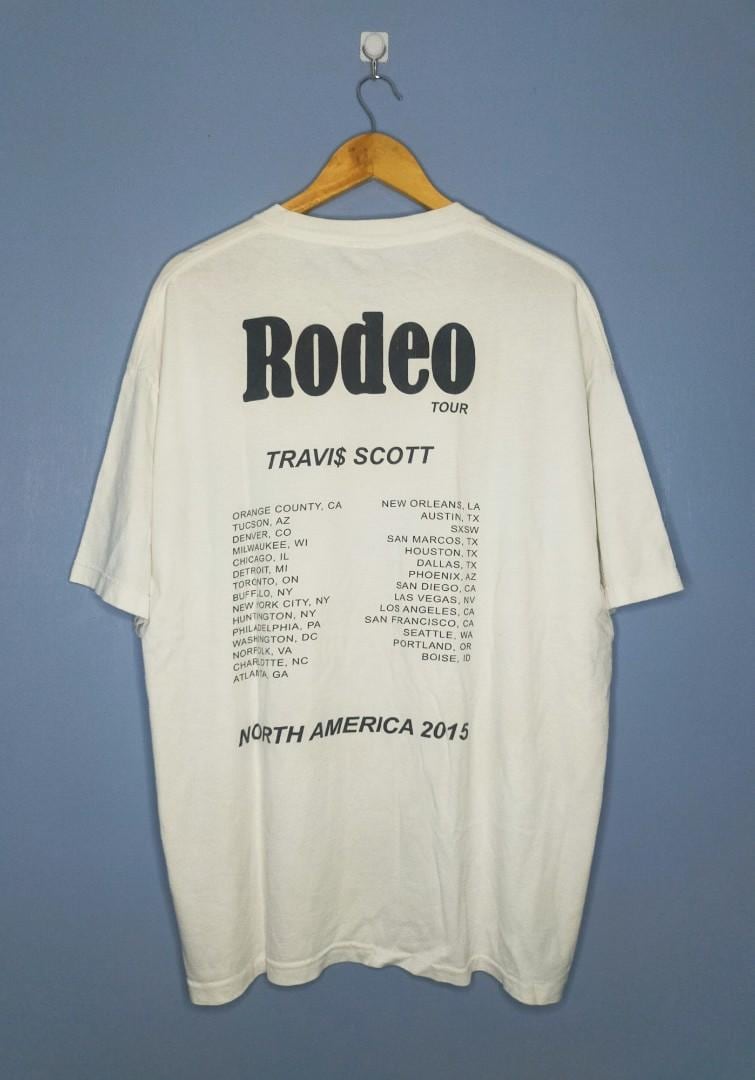 Rodeo
TOUR
TRAVI$ SCOTT
ORANGE COUNTY, CA
TUCSON, AZ
DENVER, CO
MILWAUKEE, WI
CHICAGO, IL
DETROIT, MI
TORONTO, ON
BUFFALO, NY
NEW YORK CITY, NY
HUNTINGTON, NY
PHILADELPHIA, PA
WASHINGTON, DC
NORFOLK, VA
CHARLOTTE, NC
ATLANTA, GA
NEW ORLEANS, LA
AUSTIN, TX
SXSW
SAN MARCOS, TX
HOUSTON, TX
DALLAS, TX
PHOENIX, AZ
SAN DIEGO, CA
LAS VEGAS, NV
LOS ANGELES, CA
SAN FRANCISCO, CA
SEATTLE, WA
PORTLAND, OR
BOISE, ID
NORTH AMERICA 2015